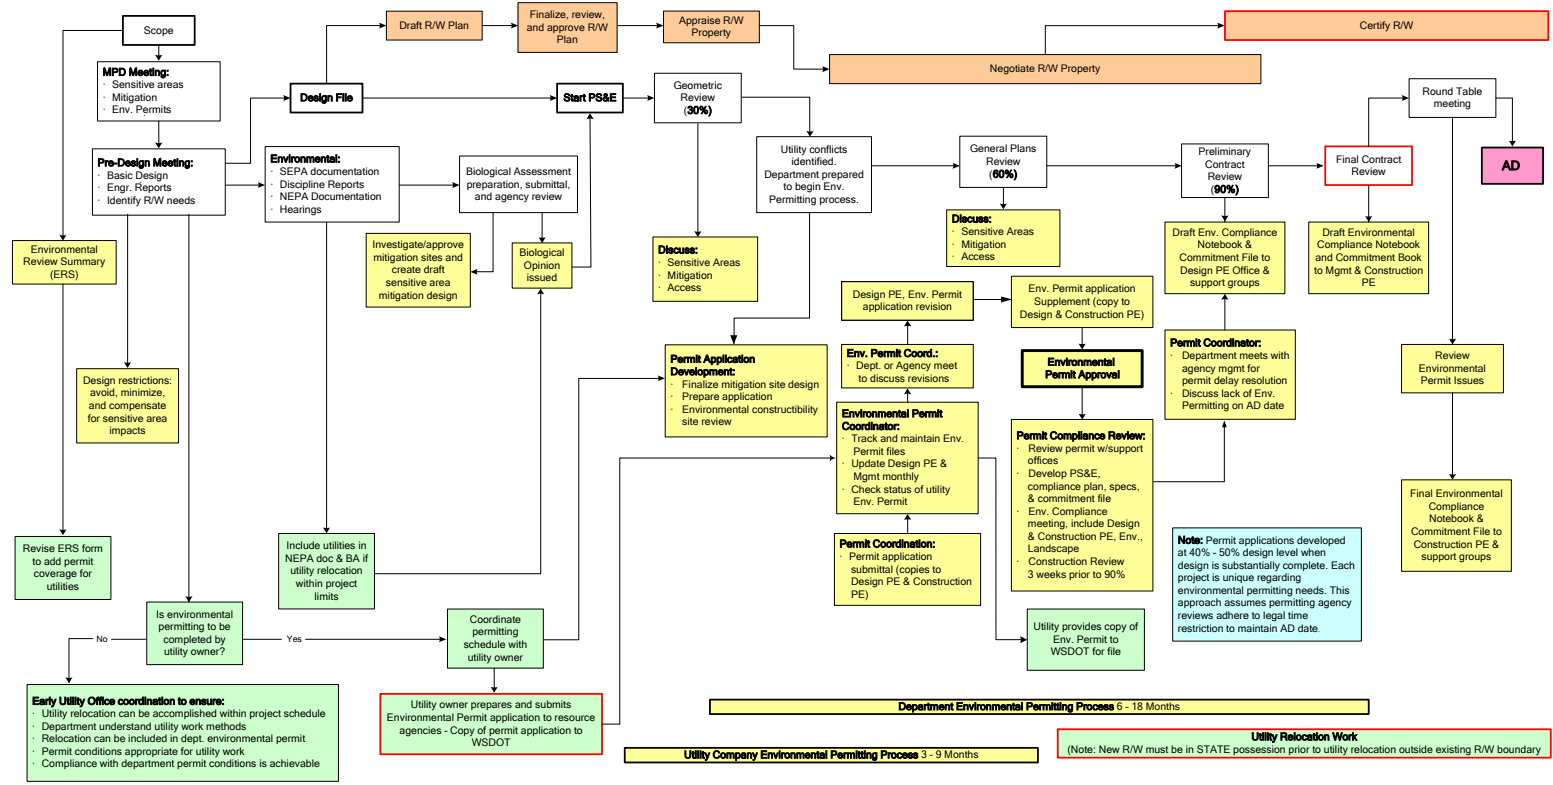 Scope
Draft R/W Plan
Finalize, review,
and approve R/W
Plan
Appraise R/W
Property
Certify R/W
Negotiate R/W Property
MPD Meeting:
· Sensitive areas
· Mitigation
· Env. Permits
Design File
Start PS&E
Geometric
Review
(30%)
Round Table
meeting
Pre-Design Meeting:
· Basic Design
· Engr. Reports
· Identify R/W needs
Environmental:
· SEPA documentation
· Discipline Reports
· NEPA Documentation
· Hearings
Biological Assessment
preparation, submittal,
and agency review
Utility conflicts
identified.
Department prepared
to begin Env.
Permitting process.
General Plans
Review
(60%)
Preliminary
Contract
Review
(90%)
Final Contract
Review
AD
Environmental
Review Summary
(ERS)
Investigate/approve
mitigation sites and
create draft
sensitive area
mitigation design
Biological
Opinion
issued
Discuss:
· Sensitive Areas
· Mitigation
· Access
Discuss:
· Sensitive Areas
· Mitigation
· Access
Draft Env. Compliance
Notebook &
Commitment File to
Design PE Office &
support groups
Draft Environmental
Compliance Notebook
and Commitment Book
to Mgmt & Construction
PE
Design PE, Env. Permit
application revision
Env. Permit application
Supplement (copy to
Design & Construction PE)
Design restrictions:
avoid, minimize,
and compensate
for sensitive area
impacts
Permit Application
Development:
· Finalize mitigation site design
· Prepare application
· Environmental constructibility
site review
Env. Permit Coord.:
· Dept. or Agency meet
to discuss revisions
Environmental
Permit Approval
Permit Coordinator:
· Department meets with
agency mgmt for
permit delay resolution
· Discuss lack of Env.
Permitting on AD date
Review
Environmental
Permit Issues
Environmental Permit
Coordinator:
· Track and maintain Env.
Permit files
· Update Design PE &
Mgmt monthly
· Check status of utility
Env. Permit
Permit Compliance Review:
· Review permit w/support
offices
· Develop PS&E,
compliance plan, specs,
& commitment file
· Env. Compliance
meeting, include Design
& Construction PE, Env.,
Landscape
· Construction Review
3 weeks prior to 90%
Final Environmental
Compliance
Notebook &
Commitment File to
Construction PE &
support groups
Revise ERS form
to add permit
coverage for
utilities
Include utilities in
NEPA doc & BA if
utility relocation
within project
limits
Permit Coordination:
· Permit application
submittal (copies to
Design PE & Construction
PE)
Note: Permit applications developed
at 40% - 50% design level when
design is substantially complete. Each
project is unique regarding
environmental permitting needs. This
approach assumes permitting agency
reviews adhere to legal time
restriction to maintain AD date.
Is environmental
permitting to be
completed by
utility owner?
No
Yes
Coordinate
permitting
schedule with
utility owner
Utility provides copy of
Env. Permit to
WSDOT for file
Early Utility Office coordination to ensure:
· Utility relocation can be accomplished within project schedule
· Department understand utility work methods
· Relocation can be included in dept. environmental permit
· Permit conditions appropriate for utility work
· Compliance with department permit conditions is achievable
Utility owner prepares and submits
Environmental Permit application to resource
agencies - Copy of permit application to
WSDOT
Department Environmental Permitting Process 6 - 18 Months
Utility Company Environmental Permitting Process 3 - 9 Months
Utility Relocation Work
(Note: New R/W must be in STATE possession prior to utility relocation outside existing R/W boundary